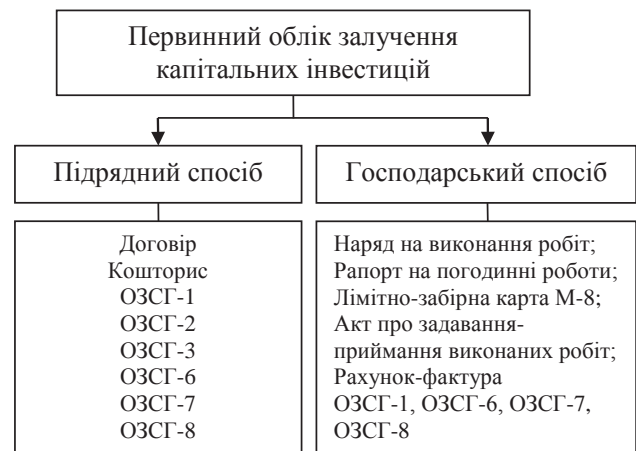 Первинний облік залучення
капітальних інвестицій
Підрядний спосіб
Господарський спосіб
Договір
Кошторис
ОЗСГ-1
ОЗСГ-2
ОЗСГ-3
ОЗСГ-6
ОЗСГ-7
ОЗСГ-8
Наряд на виконання робіт;
Рапорт на погодинні роботи;
Лімітно-забірна карта М-8;
Акт про задавання-
приймання виконаних робіт;
Рахунок-фактура
ОЗСГ-1, ОЗСГ-6, ОЗСГ-7,
ОЗСГ-8